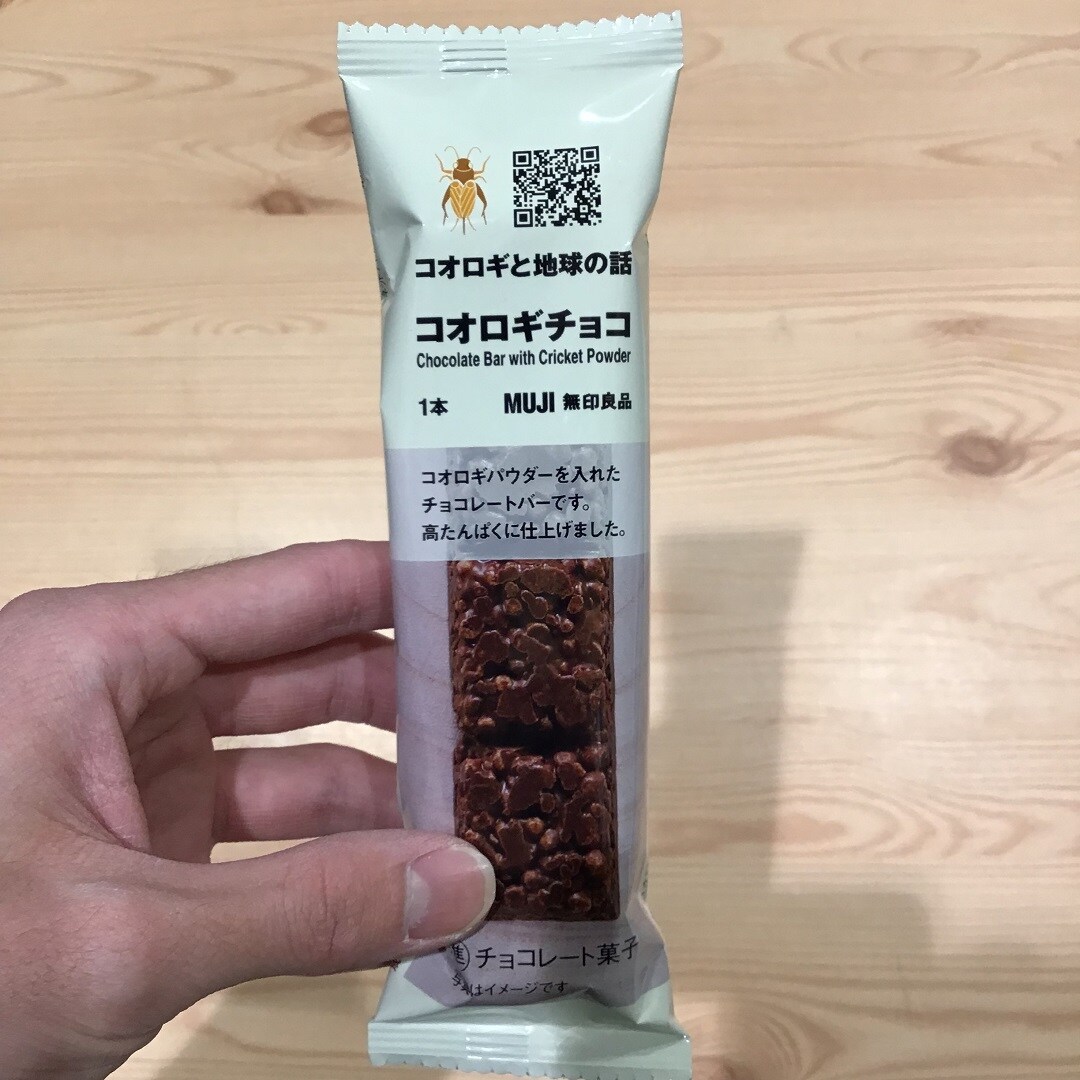 コオロギと地球の話
コオロギチョコ
Chocolate Bar with Cricket Powder
1本 MUJI 無印良品
コオロギパウダーを入れた
チョコレートバーです。
高たんぱくに仕上げました。
チョコレート菓子
はイメージです